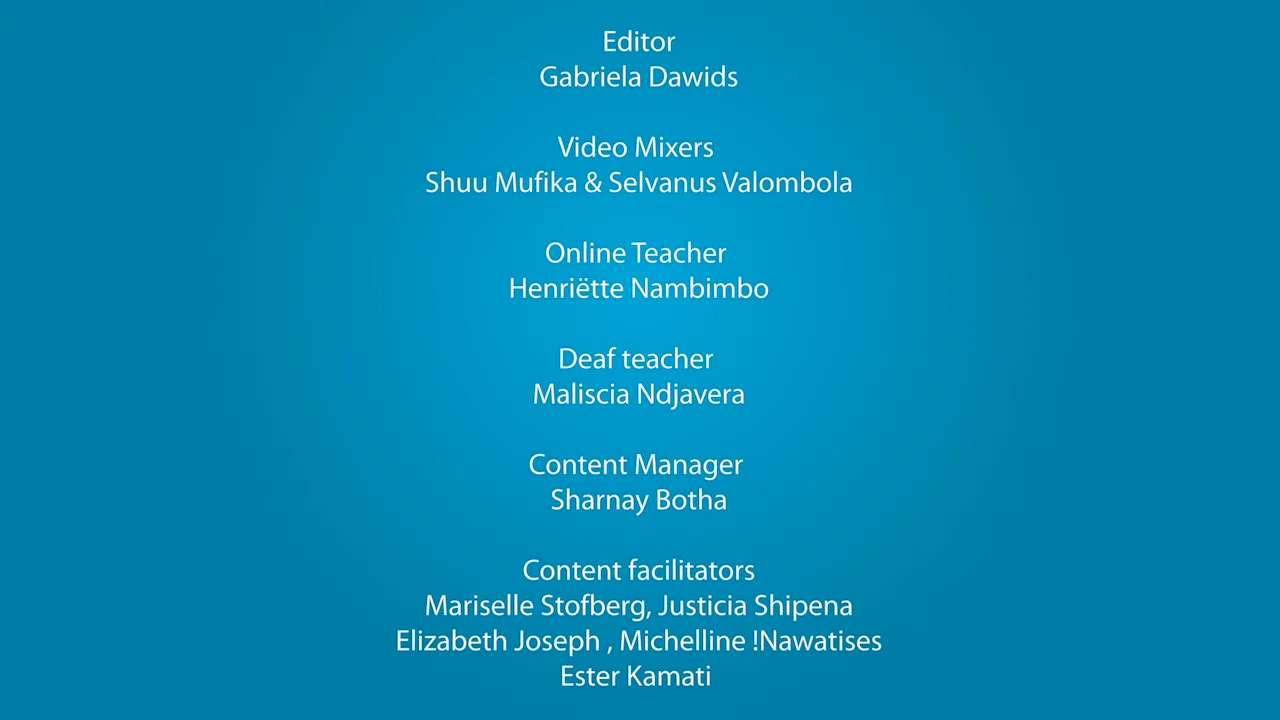 Editor
Gabriela Dawids
Video Mixers
Shuu Mufika & Selvanus Valombola
Online Teacher
Henriëtte Nambimbo
Deaf teacher
Maliscia Ndjavera
Content Manager
Sharnay Botha
Content facilitators
Mariselle Stofberg, Justicia Shipena
Elizabeth Joseph , Michelline !Nawatises
Ester Kamati